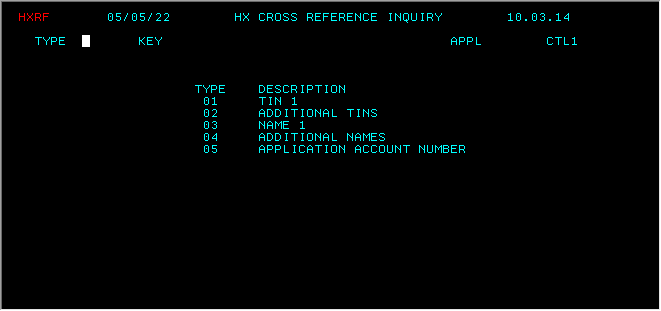 HXRF 05/05/22 HX CROSS REFERENCE INQUIRY 10.03.14
TYPE KEY APPL CTL1
TYPE DESCRIPTION
01 TIN 1
02 ADDITIONAL TINS
03 NAME 1
04 ADDITIONAL NAMES
05 APPLICATION ACCOUNT NUMBER